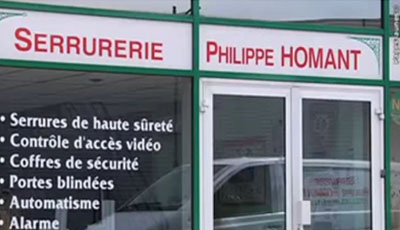 SERRURERIE PHILIPPE HOMANT
• Serrures de haute sûreté
• Contrôle d'accès vidéo
• Coffres de sécurité
• Portes blindées
• Automatisme
• Alarme